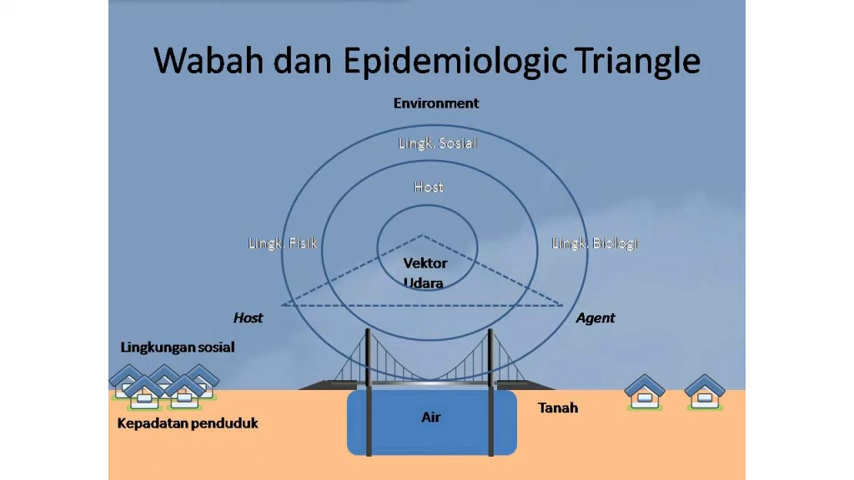 Wabah dan Epidemiologic Triangle
Environment
Lingk. Sosial
Host
Lingk. Fisik
Lingk. Biologi
Vektor
Udara
Host
Agent
Lingkungan sosial
Kepadatan penduduk
Air
Tanah